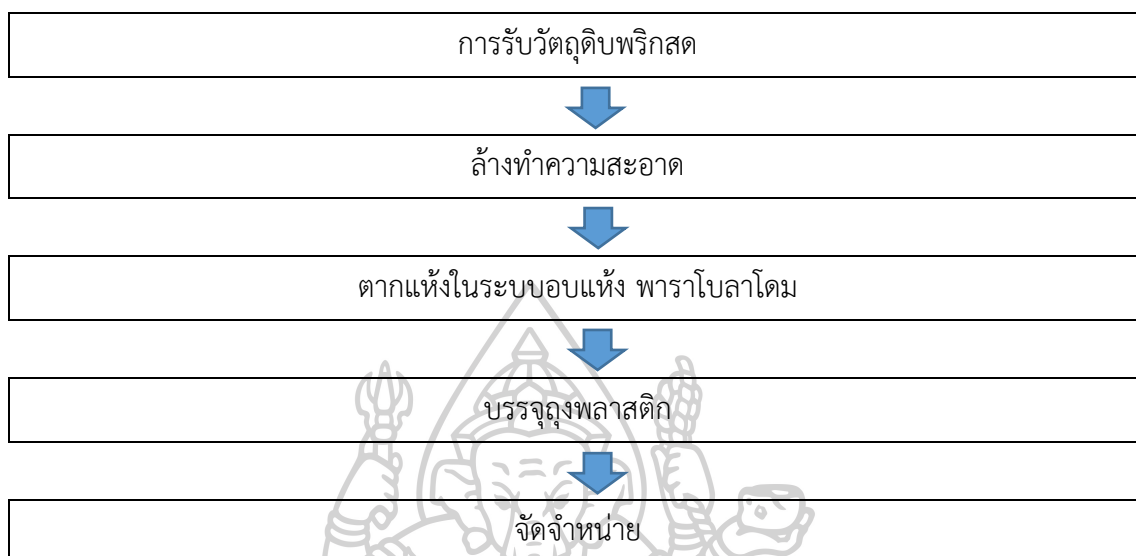 การรับวัตถุดิบพริกสด
ล้างทำความสะอาด
ตากแห้งในระบบอบแห้ง พาราโบลาโดม
บรรจุถุงพลาสติก
จัดจำหน่าย